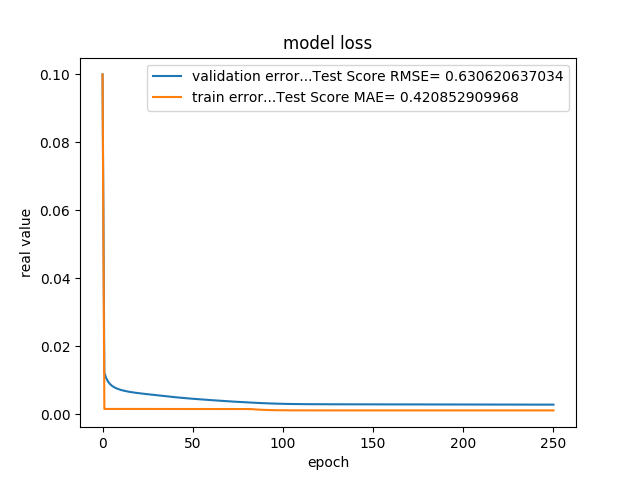 model loss
validation error...Test Score RMSE= 0.630620637034
train error...Test Score MAE= 0.420852909968
real value
0.10
0.08
0.06
0.04
0.02
0.00
0 50 100 150 200 250
epoch